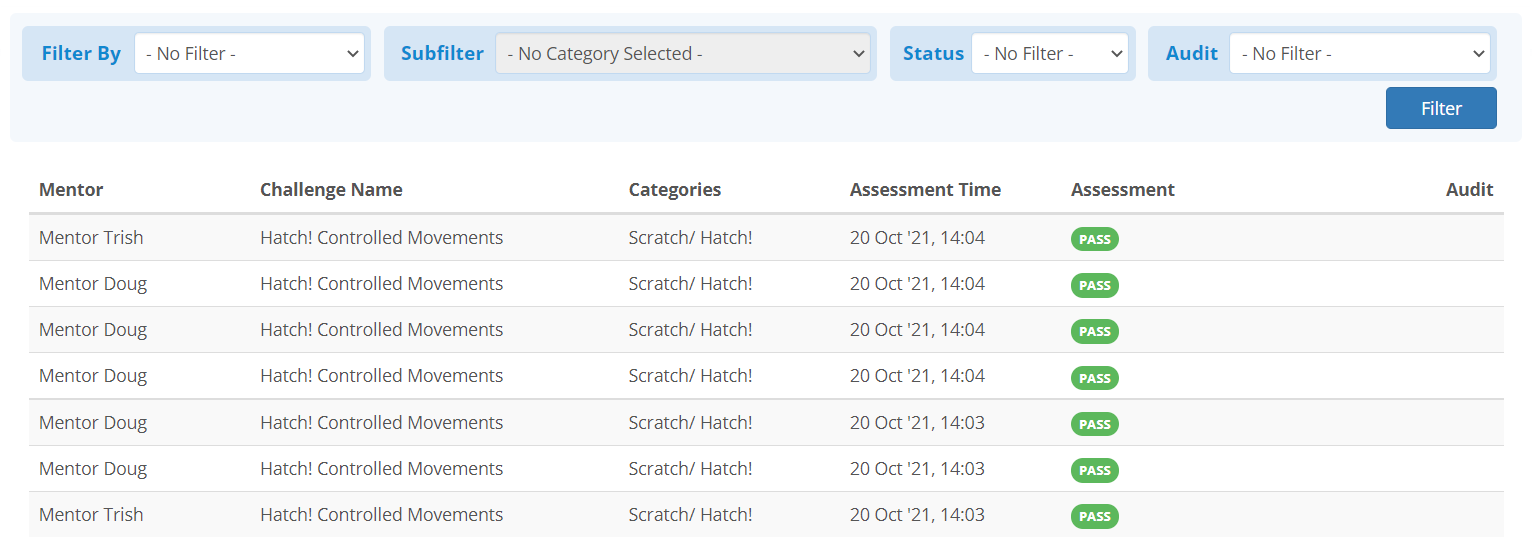 Filter By - No Filter - Subfilter - No Category Selected - Status - No Filter - Audit - No Filter -
Filter
Mentor Challenge Name Categories Assessment Time Assessment Audit
Mentor Trish Hatch! Controlled Movements Scratch/ Hatch! 20 Oct '21, 14:04 PASS
Mentor Doug Hatch! Controlled Movements Scratch/ Hatch! 20 Oct '21, 14:04 PASS
Mentor Doug Hatch! Controlled Movements Scratch/ Hatch! 20 Oct '21, 14:04 PASS
Mentor Doug Hatch! Controlled Movements Scratch/ Hatch! 20 Oct '21, 14:04 PASS
Mentor Doug Hatch! Controlled Movements Scratch/ Hatch! 20 Oct '21, 14:03 PASS
Mentor Doug Hatch! Controlled Movements Scratch/ Hatch! 20 Oct '21, 14:03 PASS
Mentor Trish Hatch! Controlled Movements Scratch/ Hatch! 20 Oct '21, 14:03 PASS